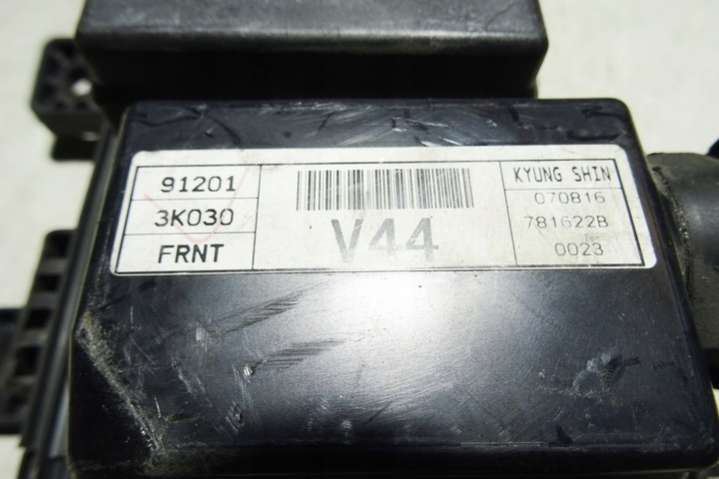 91201
3K030
FRNT
V44
KYUNG SHIN
070816
781622B
0023